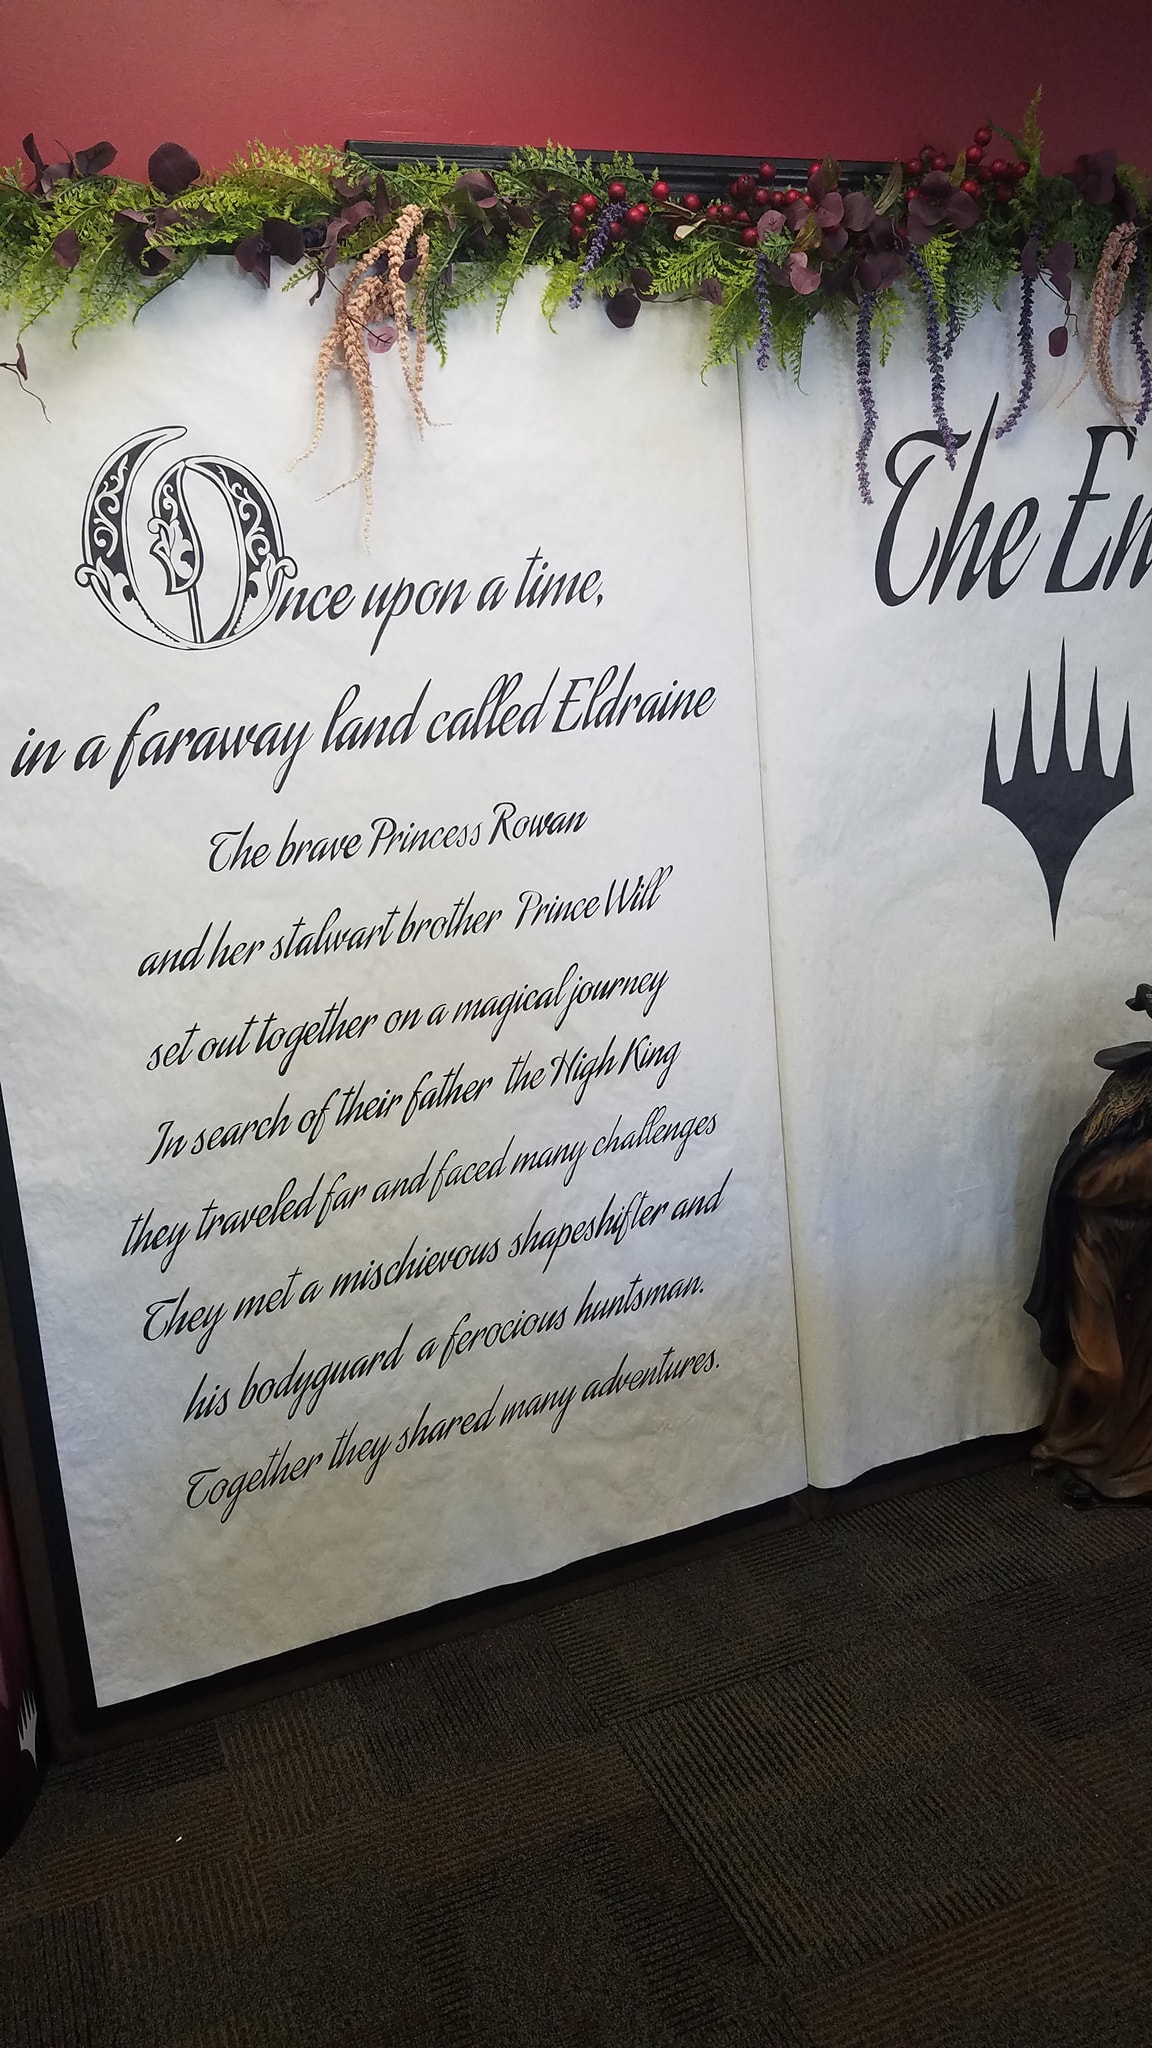 Once upon a time,
in a faraway land called Eldraine
The brave Princess Rowan
and her stalwart brother Prince Will
set out together on a magical journey
In search of their father the High King
they traveled far and faced many challenges
They met a mischievous shapeshifter and
his bodyguard a ferocious huntsman.
Together they shared many adventures.
The En